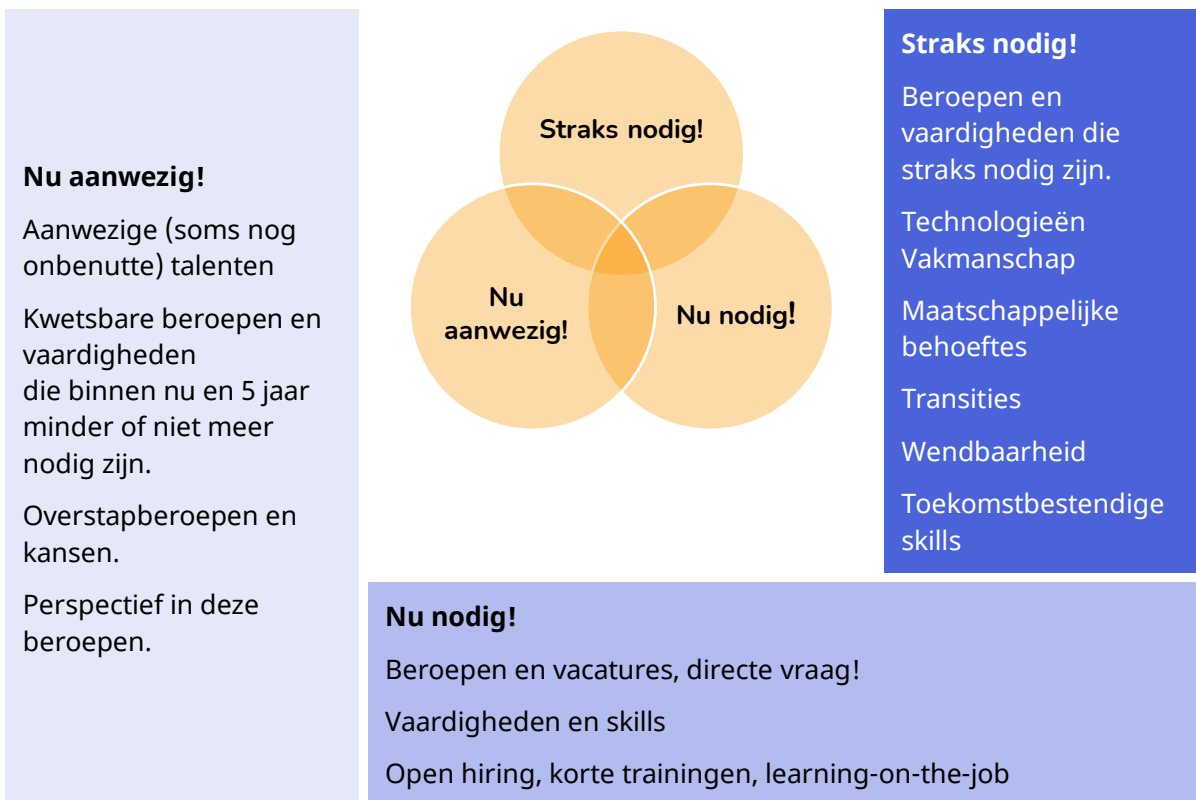 Nu aanwezig!
Aanwezige (soms nog
onbenutte) talenten
Kwetsbare beroepen en
vaardigheden
die binnen nu en 5 jaar
minder of niet meer
nodig zijn.
Overstapberoepen en
kansen.
Perspectief in deze
beroepen.
Straks nodig!
Nu
aanwezig!
Nu nodig!
Straks nodig!
Beroepen en
vaardigheden die
straks nodig zijn.
Technologieën
Vakmanschap
Maatschappelijke
behoeftes
Transities
Wendbaarheid
Toekomstbestendige
skills
Nu nodig!
Beroepen en vacatures, directe vraag!
Vaardigheden en skills
Open hiring, korte trainingen, learning-on-the-job